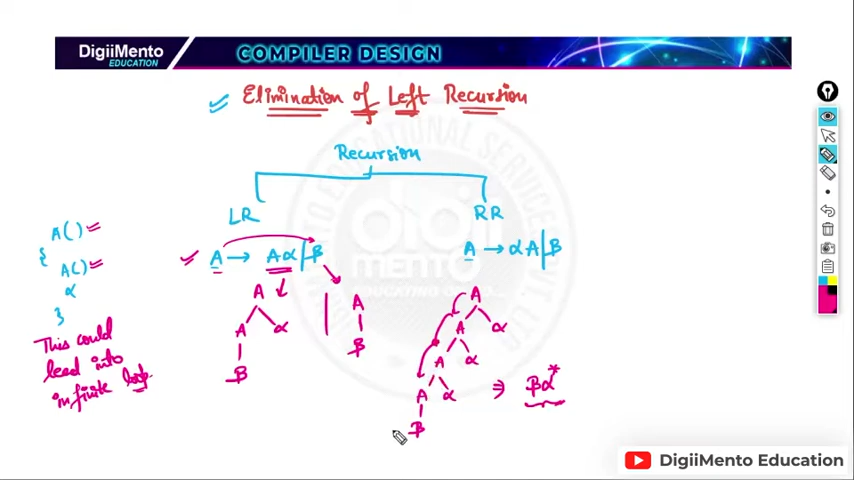 DigiiMento
EDUCATION
COMPILER DESIGN
Elimination of Left Recursion
Recursion
LR
RR
A → Aα | B
A → αA | B
A()
{
A()
α
}
This could
lead into
infinite loop
A
A α
B
A
B
A
A α
A α
A α
B
⇒ Bα*
DigiiMento Education